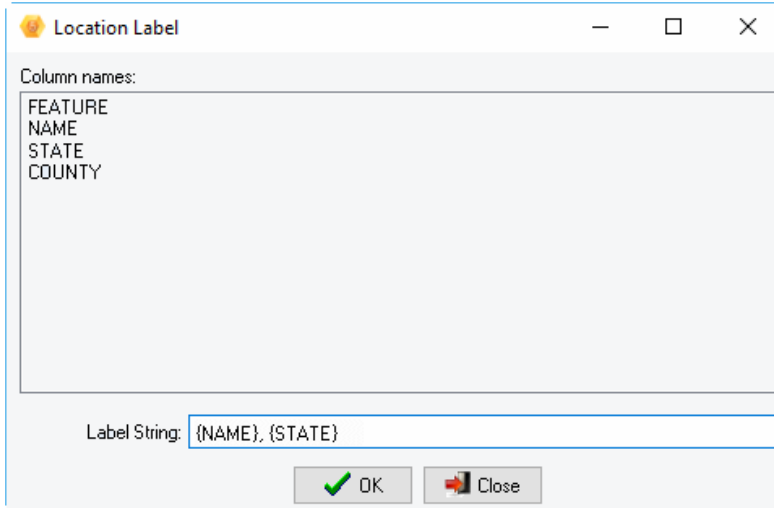 Location Label
Column names:
FEATURE
NAME
STATE
COUNTY
Label String: {NAME}, {STATE}
OK Close